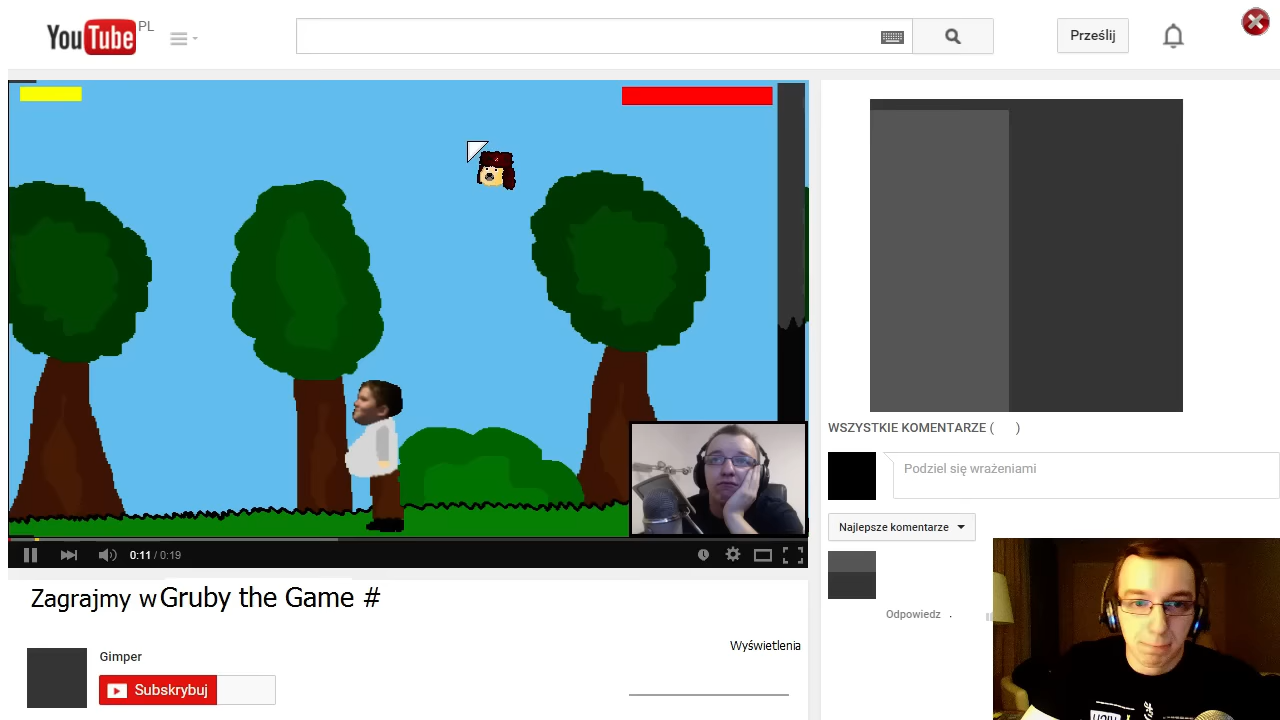 YouTube PL
Prześlij
0:11 / 0:19
Zagrajmy w Gruby the Game #
Wyświetlenia
Gimper
Subskrybuj
WSZYSTKIE KOMENTARZE ( )
Podziel się wrażeniami
Najlepsze komentarze
Odpowiedz .